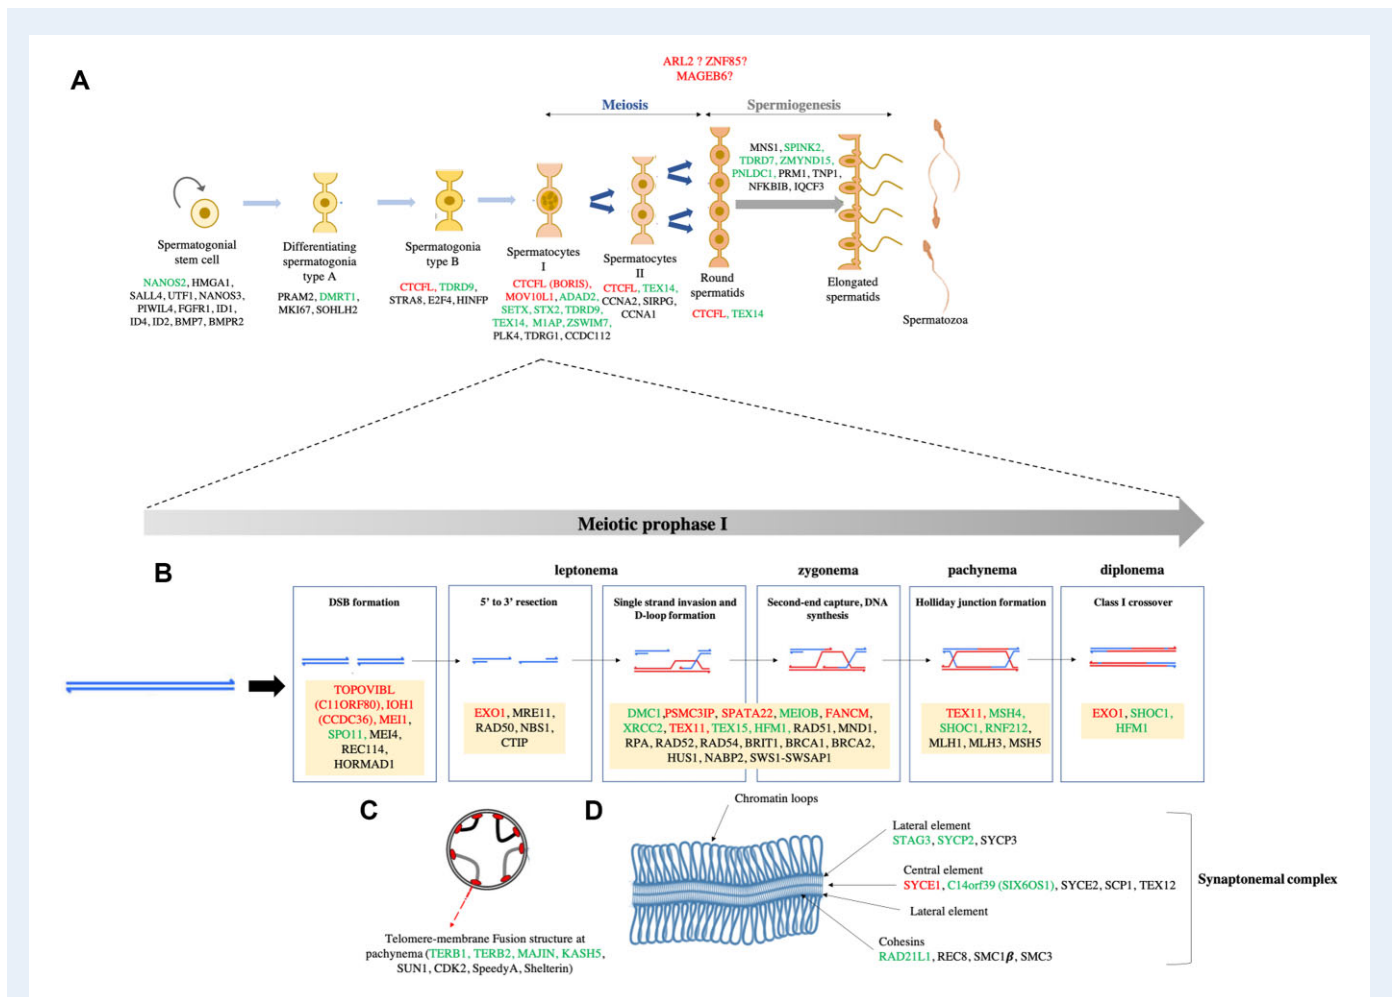 A
ARL2 ? ZNF85?
MAGEB6?
Meiosis
Spermiogenesis
MNS1, SPINK2,
TDRD7, ZMYND15,
PNLDC1, PRM1, TNP1,
NFKBIB, IQCF3
Spermatogonial
stem cell
NANOS2, HMGA1,
SALL4, UTF1, NANOS3,
PIWIL4, FGFR1, ID1,
ID4, ID2, BMP7, BMPR2
Differentiating
spermatogonia
type A
PRAM2, DMRT1,
MKI67, SOHLH2
Spermatogonia
type B
CTCFL, TDRD9,
STRA8, E2F4, HINFP
Spermatocytes
I
CTCFL (BORIS),
MOV10L1, ADAD2,
SETX, STX2, TDRD9,
TEX14, M1AP, ZSWIM7,
PLK4, TDRG1, CCDC112
Spermatocytes
II
CTCFL, TEX14,
CCNA2, SIRPG,
CCNA1
Round
spermatids
CTCFL, TEX14
Elongated
spermatids
Spermatozoa
Meiotic prophase I
B
leptonema
zygonema
pachynema
diplonema
DSB formation
TOPOVIBL
(C11ORF80), IOH1
(CCDC36), MEI1,
SPO11, MEI4,
REC114,
HORMAD1
5’ to 3’ resection
EXO1, MRE11,
RAD50, NBS1,
CTIP
Single strand invasion and
D-loop formation
Second-end capture, DNA
synthesis
DMC1,PSMC3IP, SPATA22, MEIOB, FANCM,
XRCC2, TEX11, TEX15, HFM1, RAD51, MND1,
RPA, RAD52, RAD54, BRIT1, BRCA1, BRCA2,
HUS1, NABP2, SWS1-SWSAP1
Holliday junction formation
TEX11, MSH4,
SHOC1, RNF212,
MLH1, MLH3, MSH5
Class I crossover
EXO1, SHOC1,
HFM1
C
Telomere-membrane Fusion structure at
pachynema (TERB1, TERB2, MAJIN, KASH5,
SUN1, CDK2, SpeedyA, Shelterin)
D
Chromatin loops
Lateral element
STAG3, SYCP2, SYCP3
Central element
SYCE1, C14orf39 (SIX6OS1), SYCE2, SCP1, TEX12
Lateral element
Cohesins
RAD21L1, REC8, SMC1β, SMC3
Synaptonemal complex